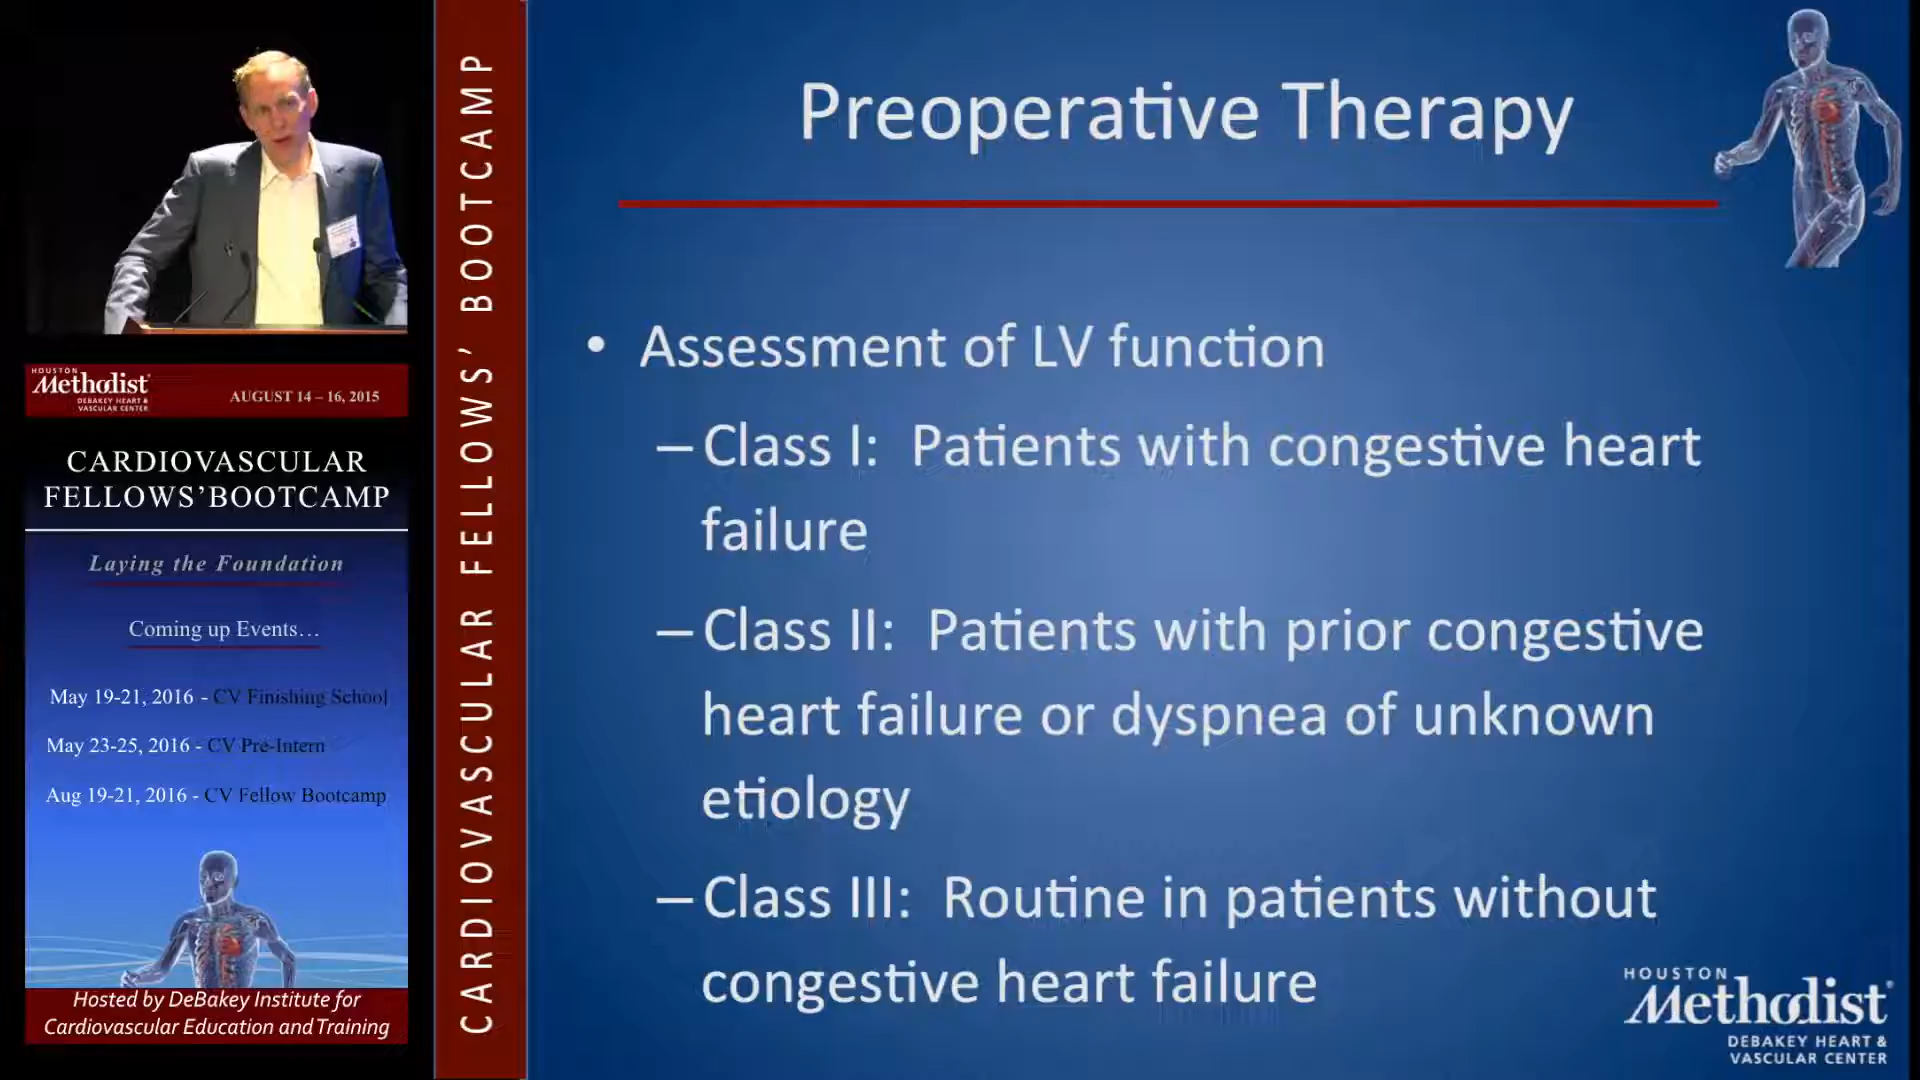 HOUSTON
Methodist
DEBAKEY HEART &
VASCULAR CENTER
AUGUST 14 – 16, 2015
CARDIOVASCULAR
FELLOWS'BOOTCAMP
Laying the Foundation
Coming up Events…
May 19-21, 2016 - CV Finishing School
May 23-25, 2016 - CV Pre-Intern
Aug 19-21, 2016 - CV Fellow Bootcamp
Hosted by DeBakey Institute for
Cardiovascular Education and Training
CARDIOVASCULAR FELLOWS' BOOTCAMP
Preoperative Therapy
• Assessment of LV function
– Class I: Patients with congestive heart
failure
– Class II: Patients with prior congestive
heart failure or dyspnea of unknown
etiology
– Class III: Routine in patients without
congestive heart failure
HOUSTON
Methodist
DEBAKEY HEART &
VASCULAR CENTER